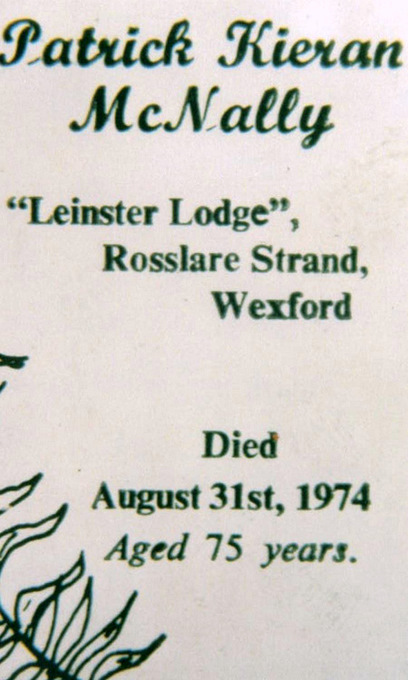 Patrick Kieran
McNally
“Leinster Lodge”,
Rosslare Strand,
Wexford
Died
August 31st, 1974
Aged 75 years.